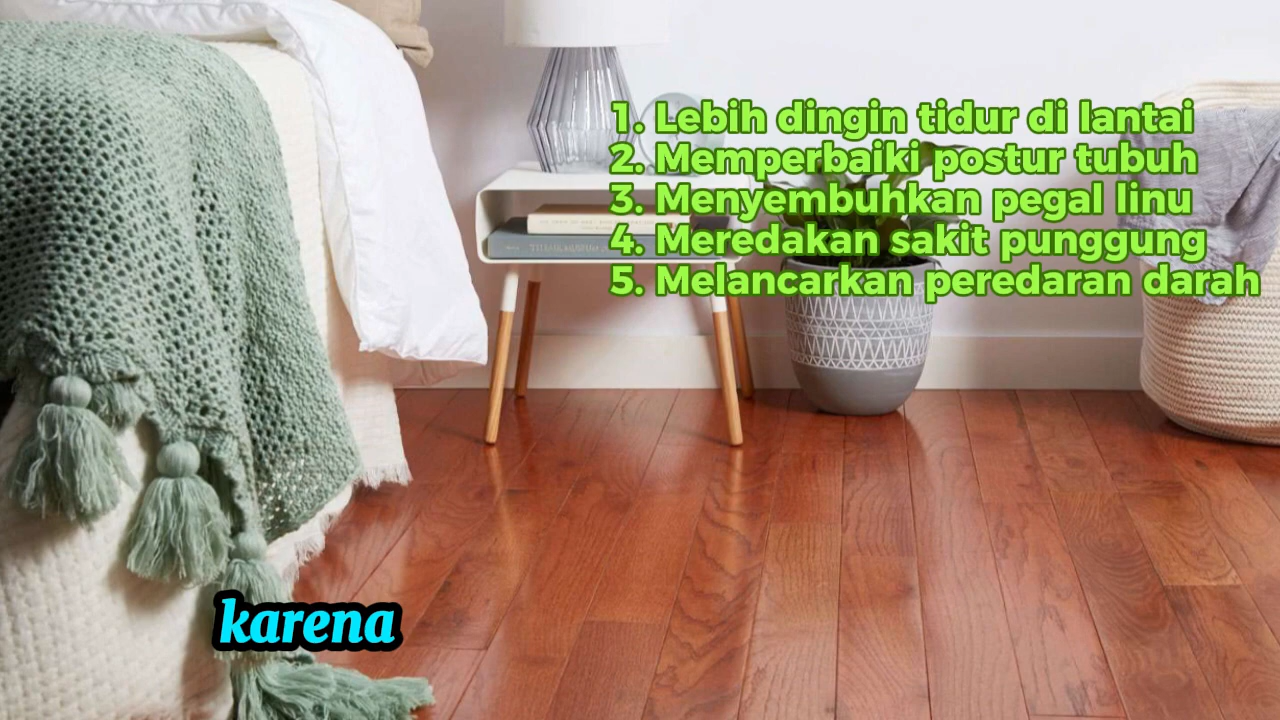 1. Lebih dingin tidur di lantai
2. Memperbaiki postur tubuh
3. Menyembuhkan pegal linu
4. Meredakan sakit punggung
5. Melancarkan peredaran darah
karena